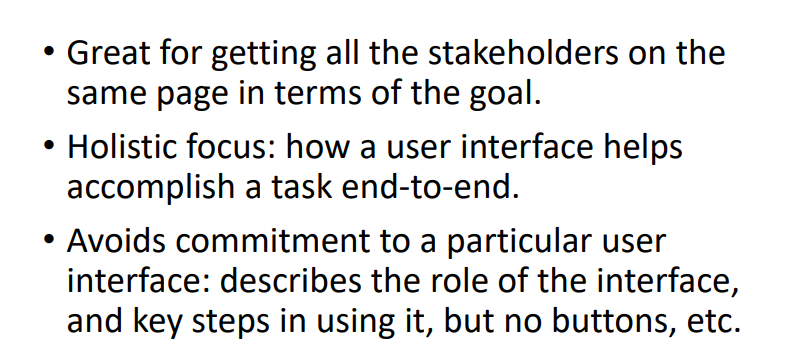 • Great for getting all the stakeholders on the
same page in terms of the goal.
• Holistic focus: how a user interface helps
accomplish a task end-to-end.
• Avoids commitment to a particular user
interface: describes the role of the interface,
and key steps in using it, but no buttons, etc.